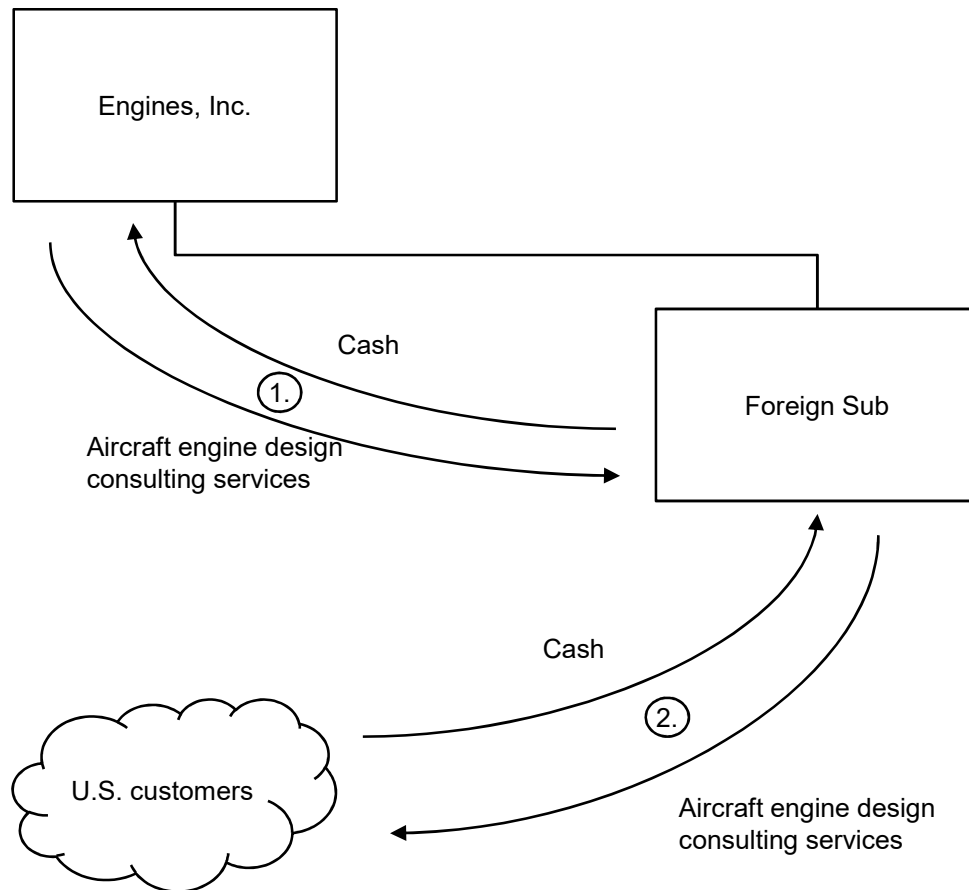 Engines, Inc.
Cash
1.
Foreign Sub
Aircraft engine design
consulting services
Cash
2.
U.S. customers
Aircraft engine design
consulting services